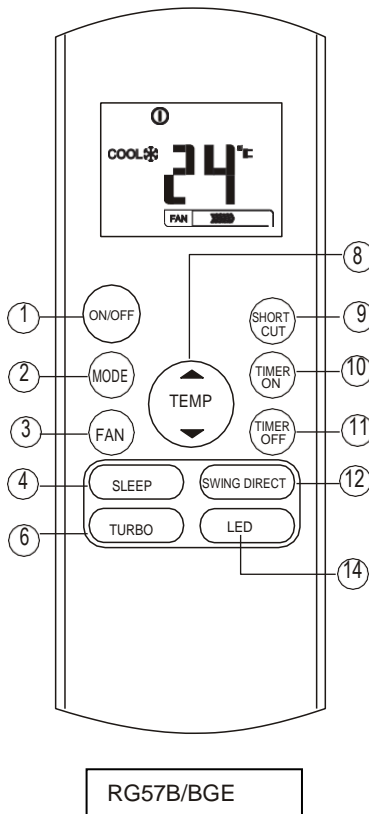 COOL 24°C
FAN
8
1 ON/OFF
SHORT CUT 9
2 MODE
TEMP
TIMER ON 10
3 FAN
TIMER OFF 11
4 SLEEP
SWING DIRECT 12
6 TURBO
LED
14
RG57B/BGE